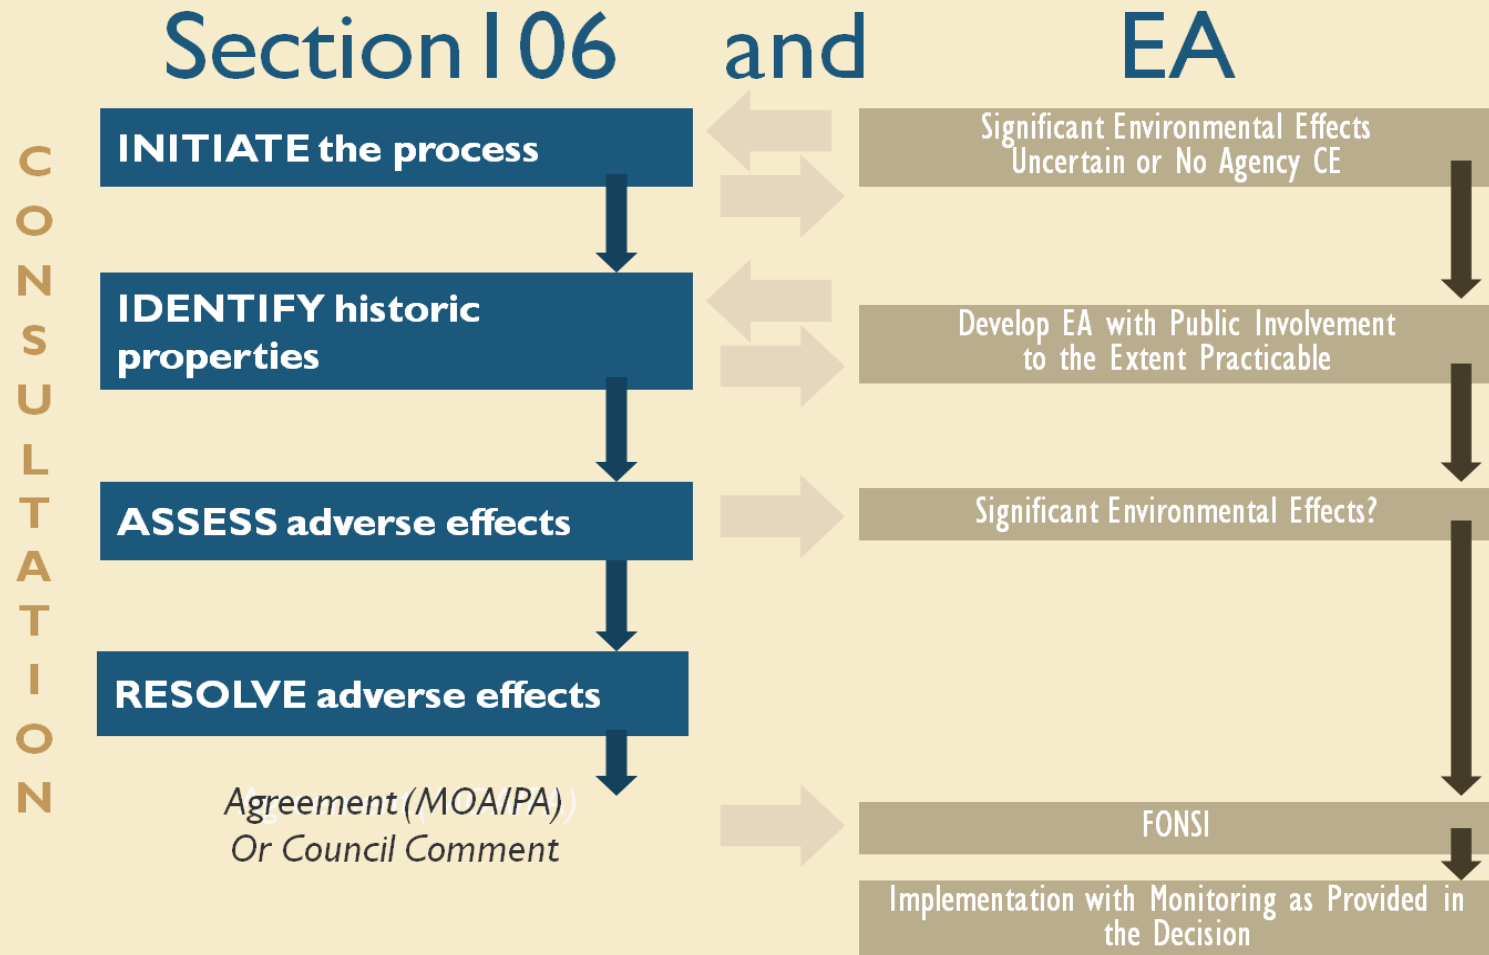 Section 106 and EA
CONSULTATION
INITIATE the process
IDENTIFY historic
properties
ASSESS adverse effects
RESOLVE adverse effects
Agreement (MOA/PA)
Or Council Comment
Significant Environmental Effects
Uncertain or No Agency CE
Develop EA with Public Involvement
to the Extent Practicable
Significant Environmental Effects?
FONSI
Implementation with Monitoring as Provided in
the Decision